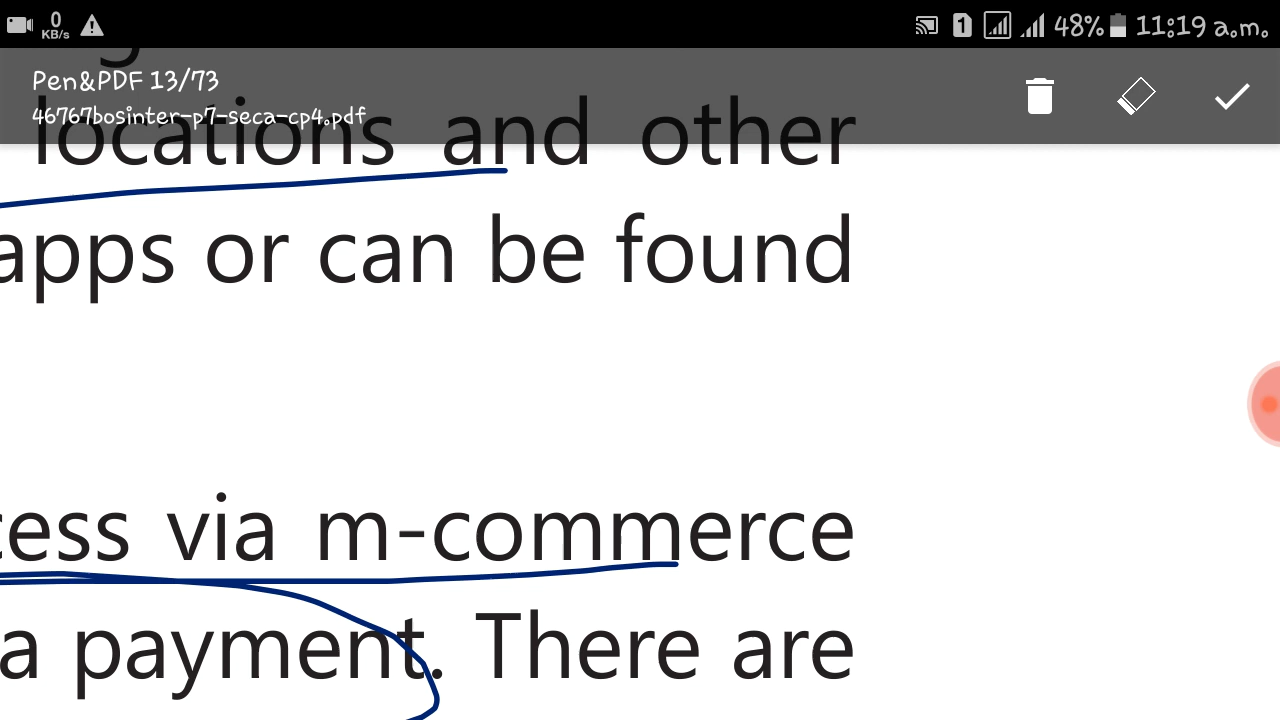 0 KB/s
1 48% 11:19 a.m.
Pen&PDF 13/73
46767bosinter-p7-seca-cp4.pdf
locations and other
apps or can be found
cess via m-commerce
a payment. There are